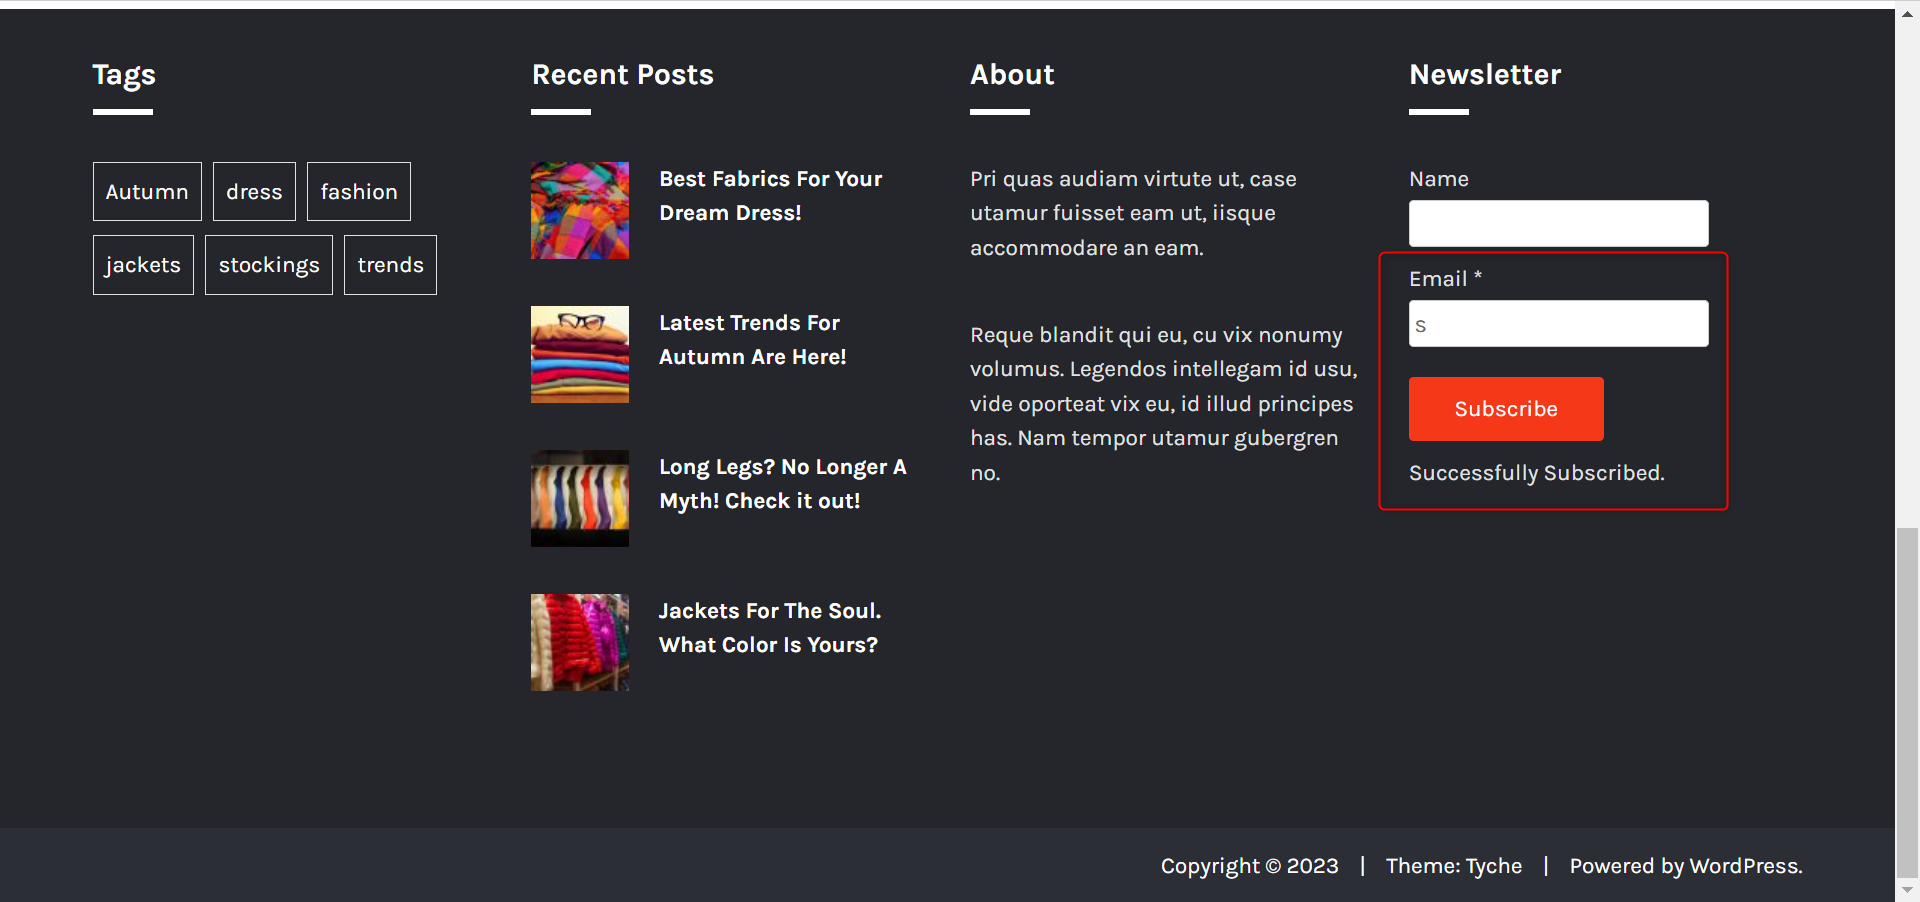 Tags
Autumn dress fashion
jackets stockings trends
Recent Posts
Best Fabrics For Your
Dream Dress!
Latest Trends For
Autumn Are Here!
Long Legs? No Longer A
Myth! Check it out!
Jackets For The Soul.
What Color Is Yours?
About
Pri quas audiam virtute ut, case
utamur fuisset eam ut, iisque
accommodare an eam.
Reque blandit qui eu, cu vix nonumy
volumus. Legendos intellegam id usu,
vide oporteat vix eu, id illud principes
has. Nam tempor utamur gubergren
no.
Newsletter
Name
Email *
s
Subscribe
Successfully Subscribed.
Copyright © 2023 | Theme: Tyche | Powered by WordPress.